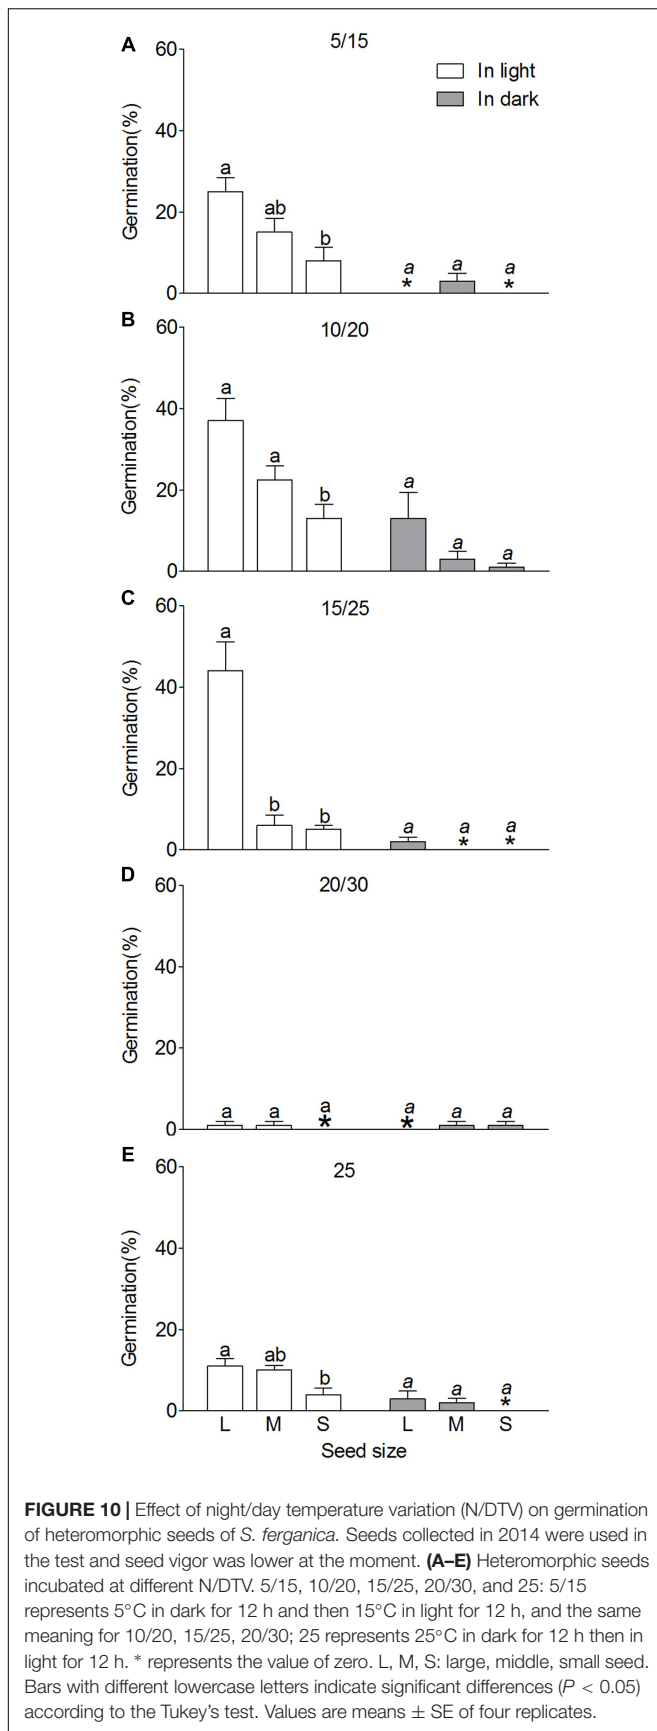 A
5/15
60
In light
In dark
40
Germination(%)
a
ab
20
b
a
a
a
*
*
0
B
10/20
60
Germination(%)
a
40
a
20
b
a
a
a
0
C
15/25
60
a
Germination(%)
40
20
b
b
a
a
a
*
*
0
D
20/30
60
Germination(%)
40
20
a
a
a
a
a
a
*
*
0
E
25
60
Germination(%)
40
20
a
ab
b
a
a
a
*
0
L M S L M S
Seed size
FIGURE 10 | Effect of night/day temperature variation (N/DTV) on germination
of heteromorphic seeds of S. ferganica. Seeds collected in 2014 were used in
the test and seed vigor was lower at the moment. (A–E) Heteromorphic seeds
incubated at different N/DTV. 5/15, 10/20, 15/25, 20/30, and 25: 5/15
represents 5°C in dark for 12 h and then 15°C in light for 12 h, and the same
meaning for 10/20, 15/25, 20/30; 25 represents 25°C in dark for 12 h then in
light for 12 h. * represents the value of zero. L, M, S: large, middle, small seed.
Bars with different lowercase letters indicate significant differences (P < 0.05)
according to the Tukey's test. Values are means ± SE of four replicates.